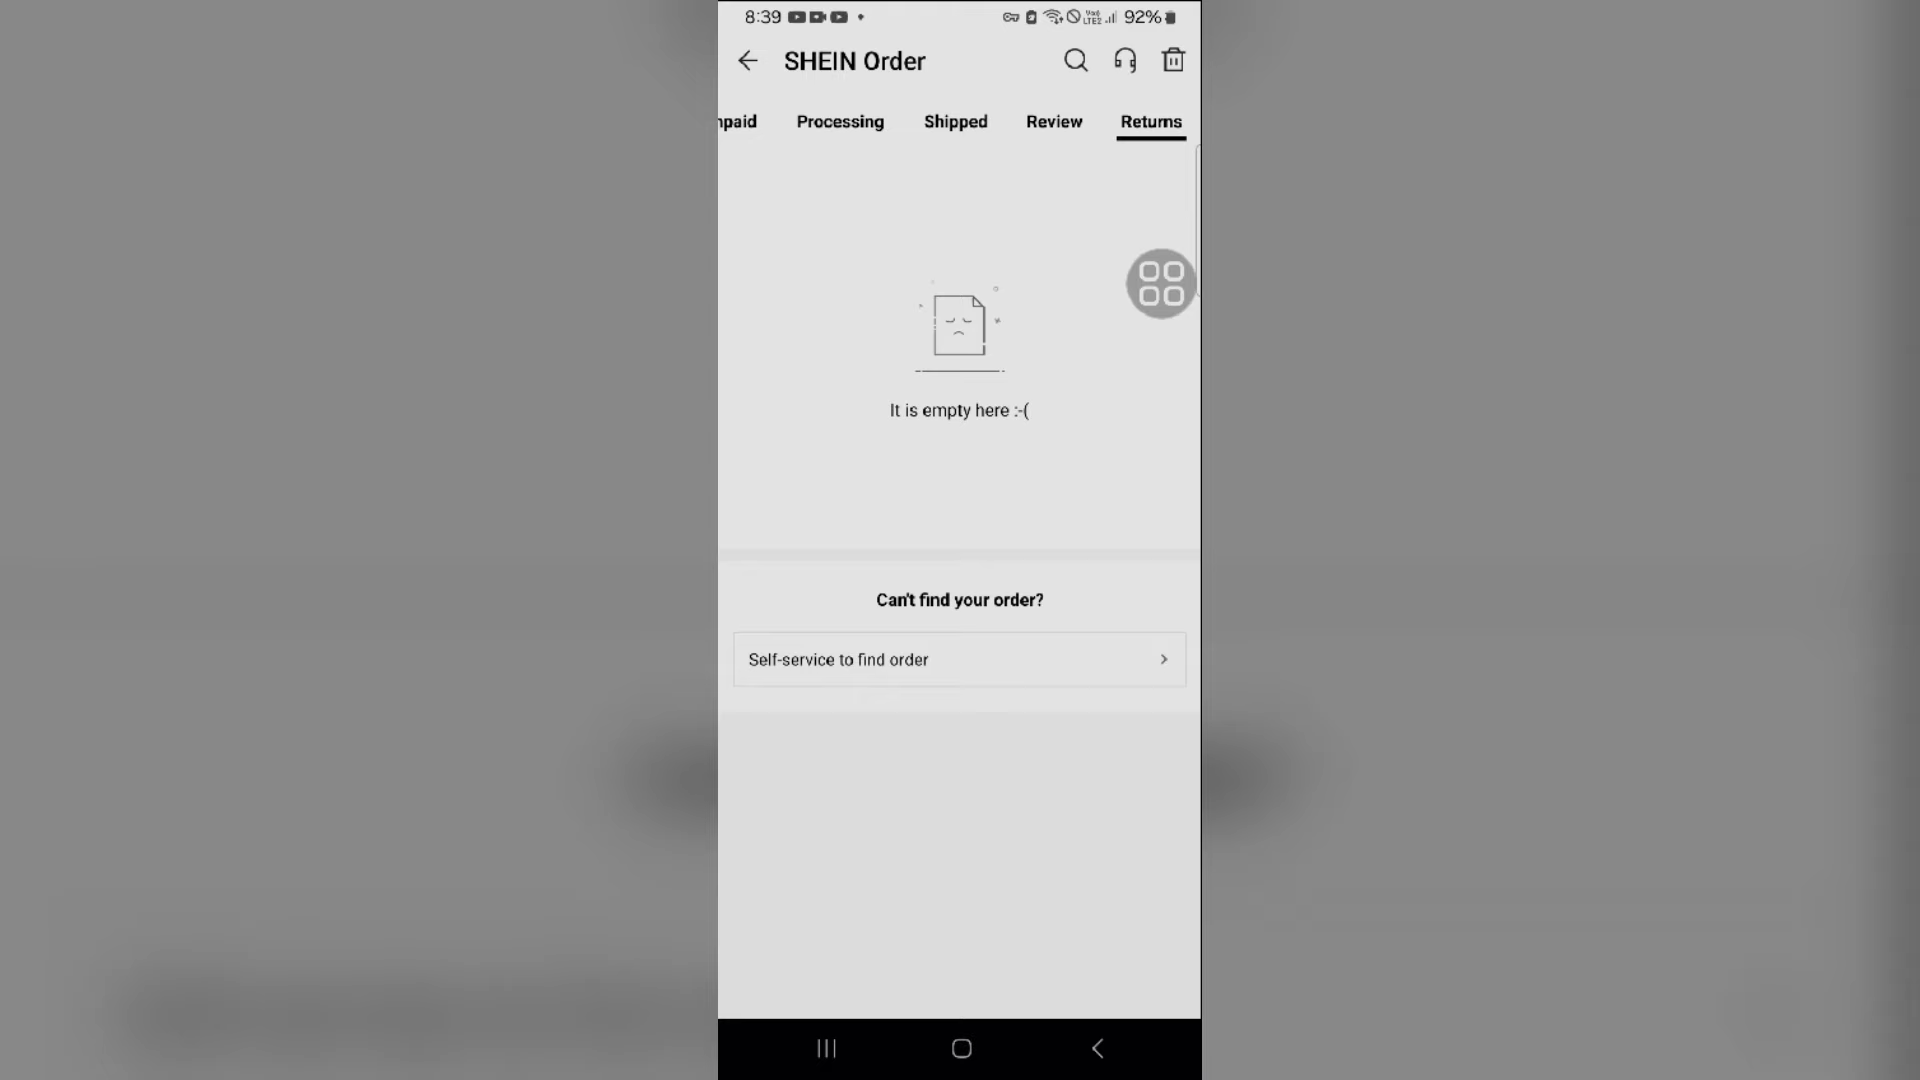 8:39 92%
SHEIN Order
npaid Processing Shipped Review Returns
It is empty here :-(
Can't find your order?
Self-service to find order